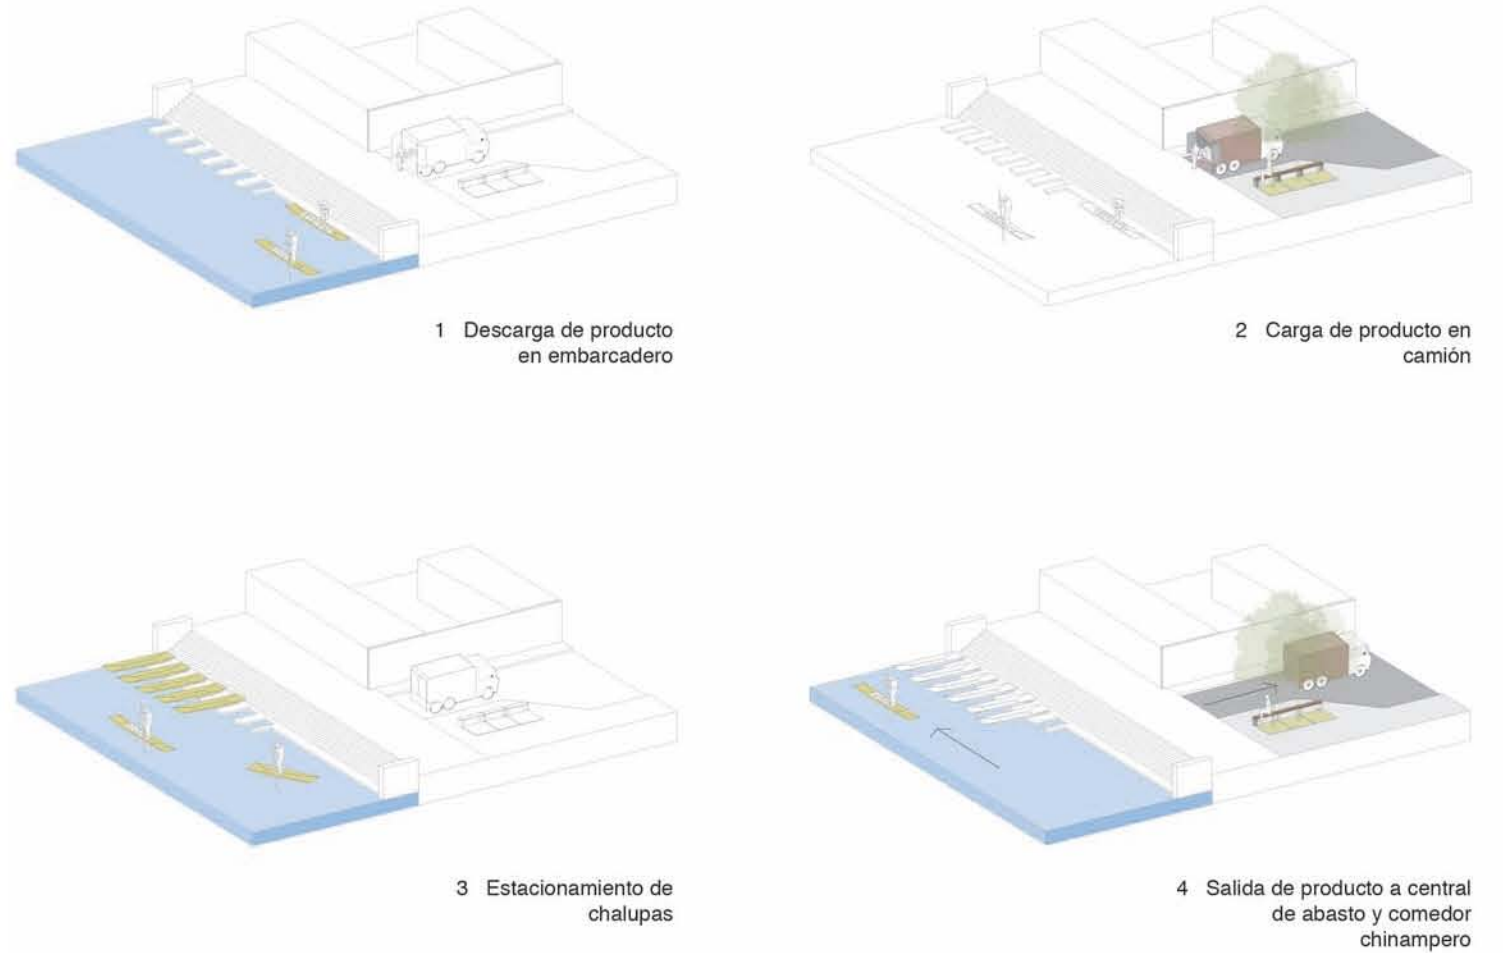 1 Descarga de producto
en embarcadero
2 Carga de producto en
camión
3 Estacionamiento de
chalupas
4 Salida de producto a central
de abasto y comedor
chinampero